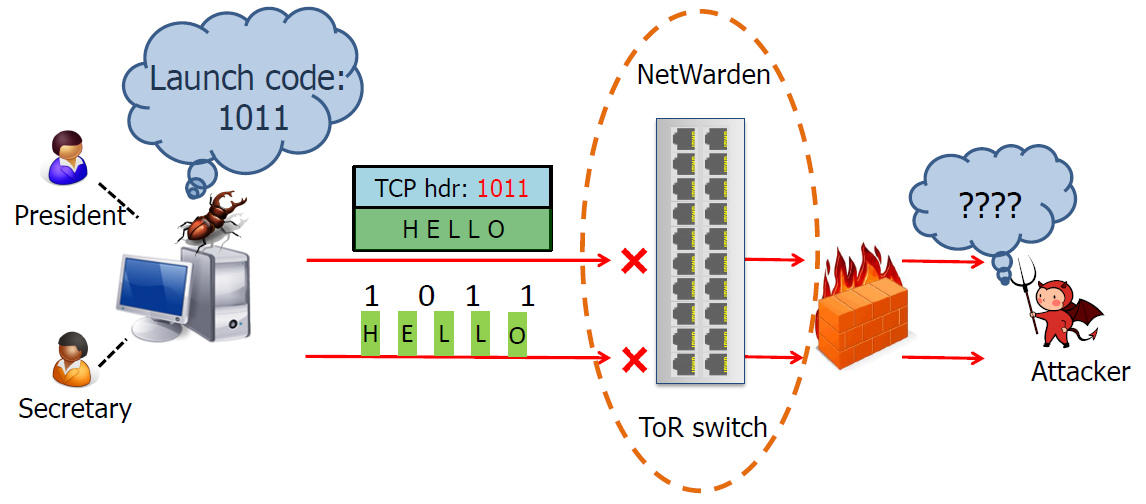 Launch code:
1011
President
Secretary
TCP hdr: 1011
H E L L O
1 0 1 1
H E L L O
NetWarden
ToR switch
????
Attacker